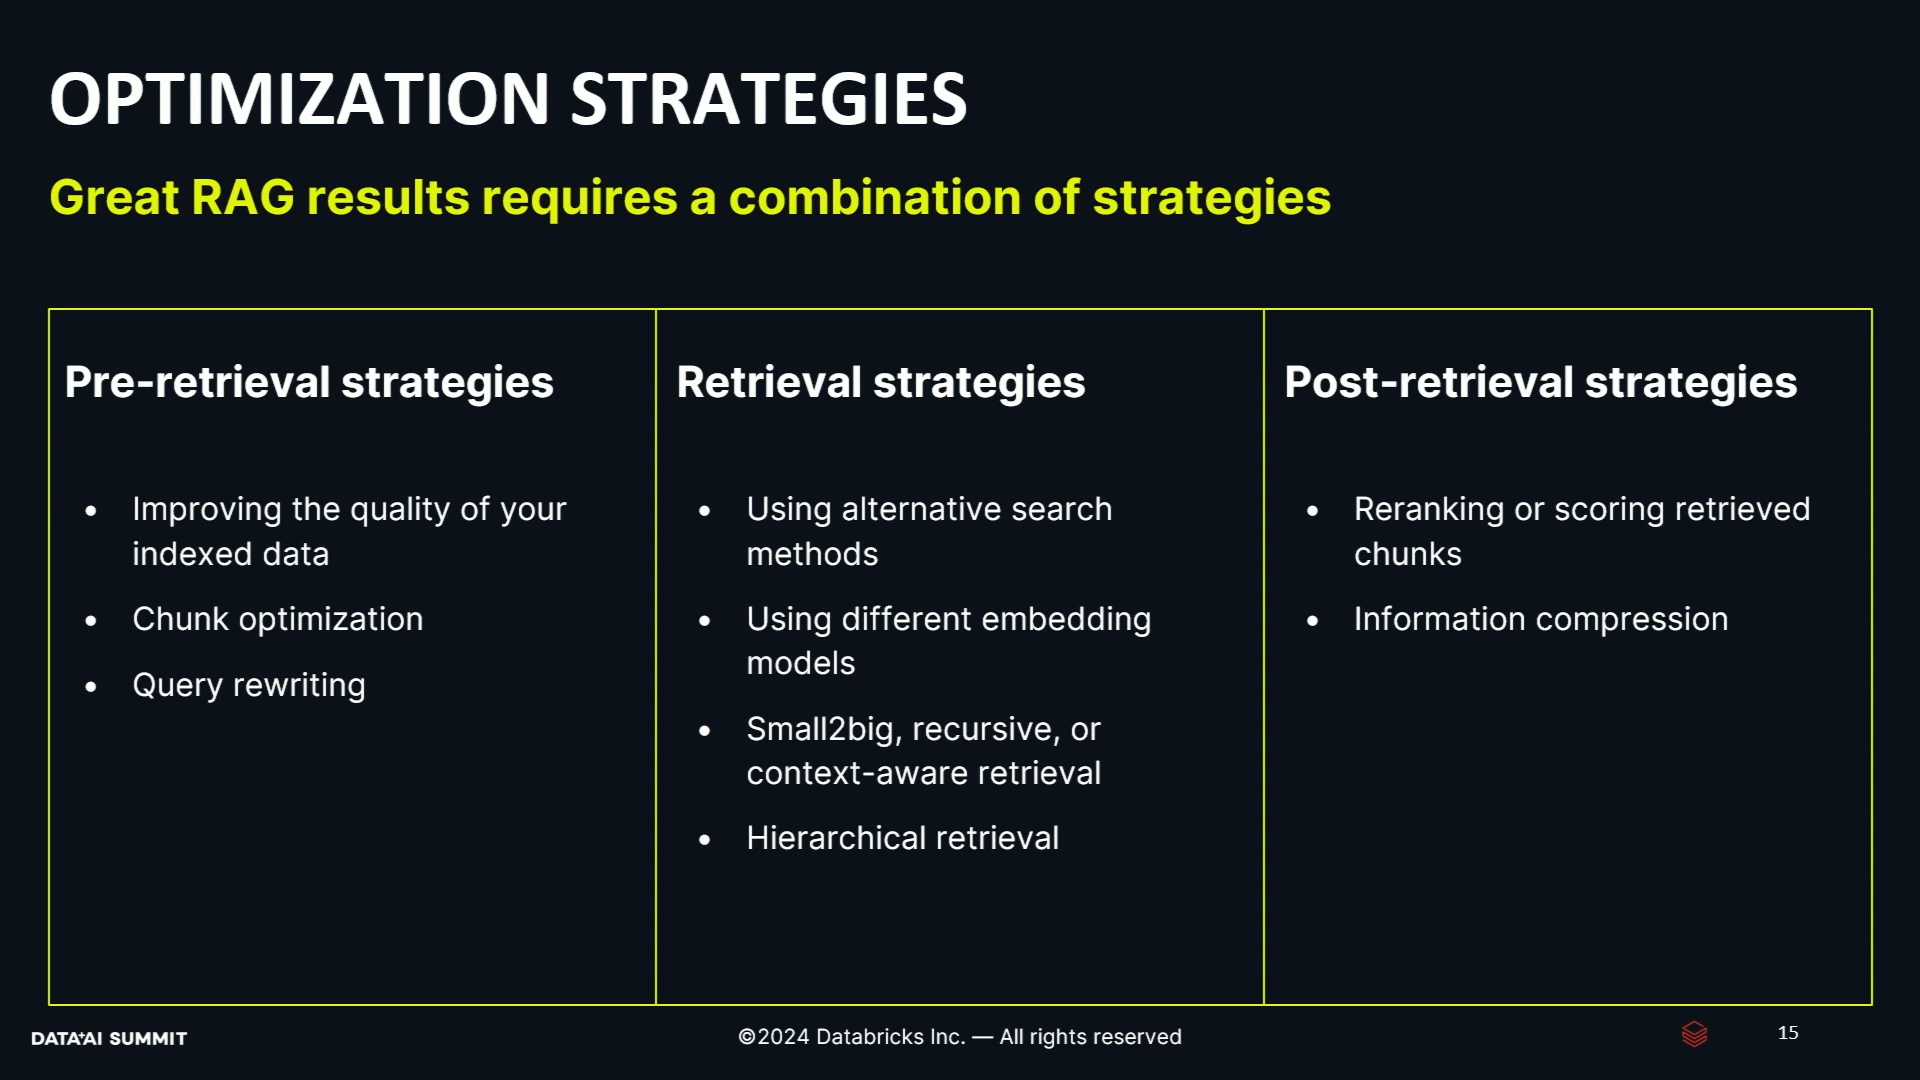 OPTIMIZATION STRATEGIES
Great RAG results requires a combination of strategies
Pre-retrieval strategies
• Improving the quality of your
indexed data
• Chunk optimization
• Query rewriting
Retrieval strategies
• Using alternative search
methods
• Using different embedding
models
• Small2big, recursive, or
context-aware retrieval
• Hierarchical retrieval
Post-retrieval strategies
• Reranking or scoring retrieved
chunks
• Information compression
DATA+AI SUMMIT
©2024 Databricks Inc. — All rights reserved
15